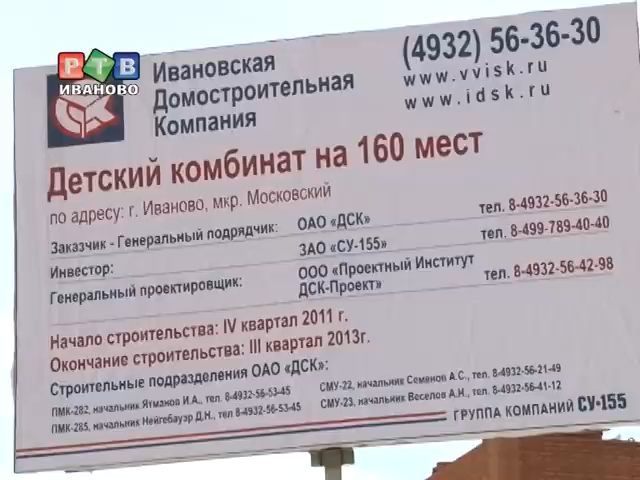 РТВ
ИВАНОВО
Ивановская
Домостроительная
Компания
(4932) 56-36-30
www.vvisk.ru
www.idsk.ru
Детский комбинат на 160 мест
по адресу: г. Иваново, мкр. Московский
Заказчик - Генеральный подрядчик: ОАО «ДСК» тел. 8-4932-56-36-30
Инвестор: ЗАО «СУ-155» тел. 8-499-789-40-40
Генеральный проектировщик: ООО «Проектный Институт
ДСК-Проект» тел. 8-4932-56-42-98
Начало строительства: IV квартал 2011 г.
Окончание строительства: III квартал 2013г.
Строительные подразделения ОАО «ДСК»:
ПМК-282, начальник Ятманов И.А., тел. 8-4932-56-53-45 СМУ-22, начальник Семенов А.С., тел. 8-4932-56-21-49
ПМК-285, начальник Нейгебауэр Д.Н., тел 8-4932-56-53-45 СМУ-23, начальник Веселов А.Н., тел. 8-4932-56-41-12
ГРУППА КОМПАНИЙ СУ-155